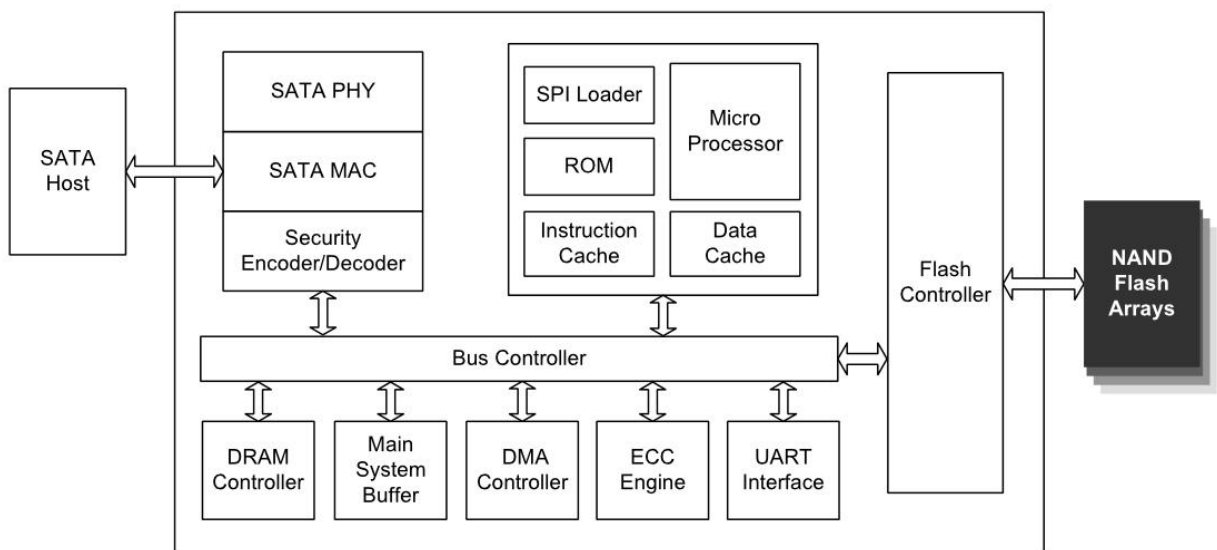 SATA
Host
SATA PHY
SATA MAC
Security
Encoder/Decoder
SPI Loader
ROM
Instruction
Cache
Micro
Processor
Data
Cache
Flash
Controller
NAND
Flash
Arrays
Bus Controller
DRAM
Controller
Main
System
Buffer
DMA
Controller
ECC
Engine
UART
Interface